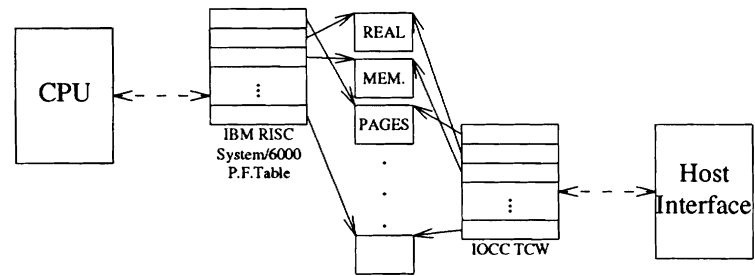 CPU
IBM RISC
System/6000
P.F.Table
REAL
MEM.
PAGES
IOCC TCW
Host
Interface